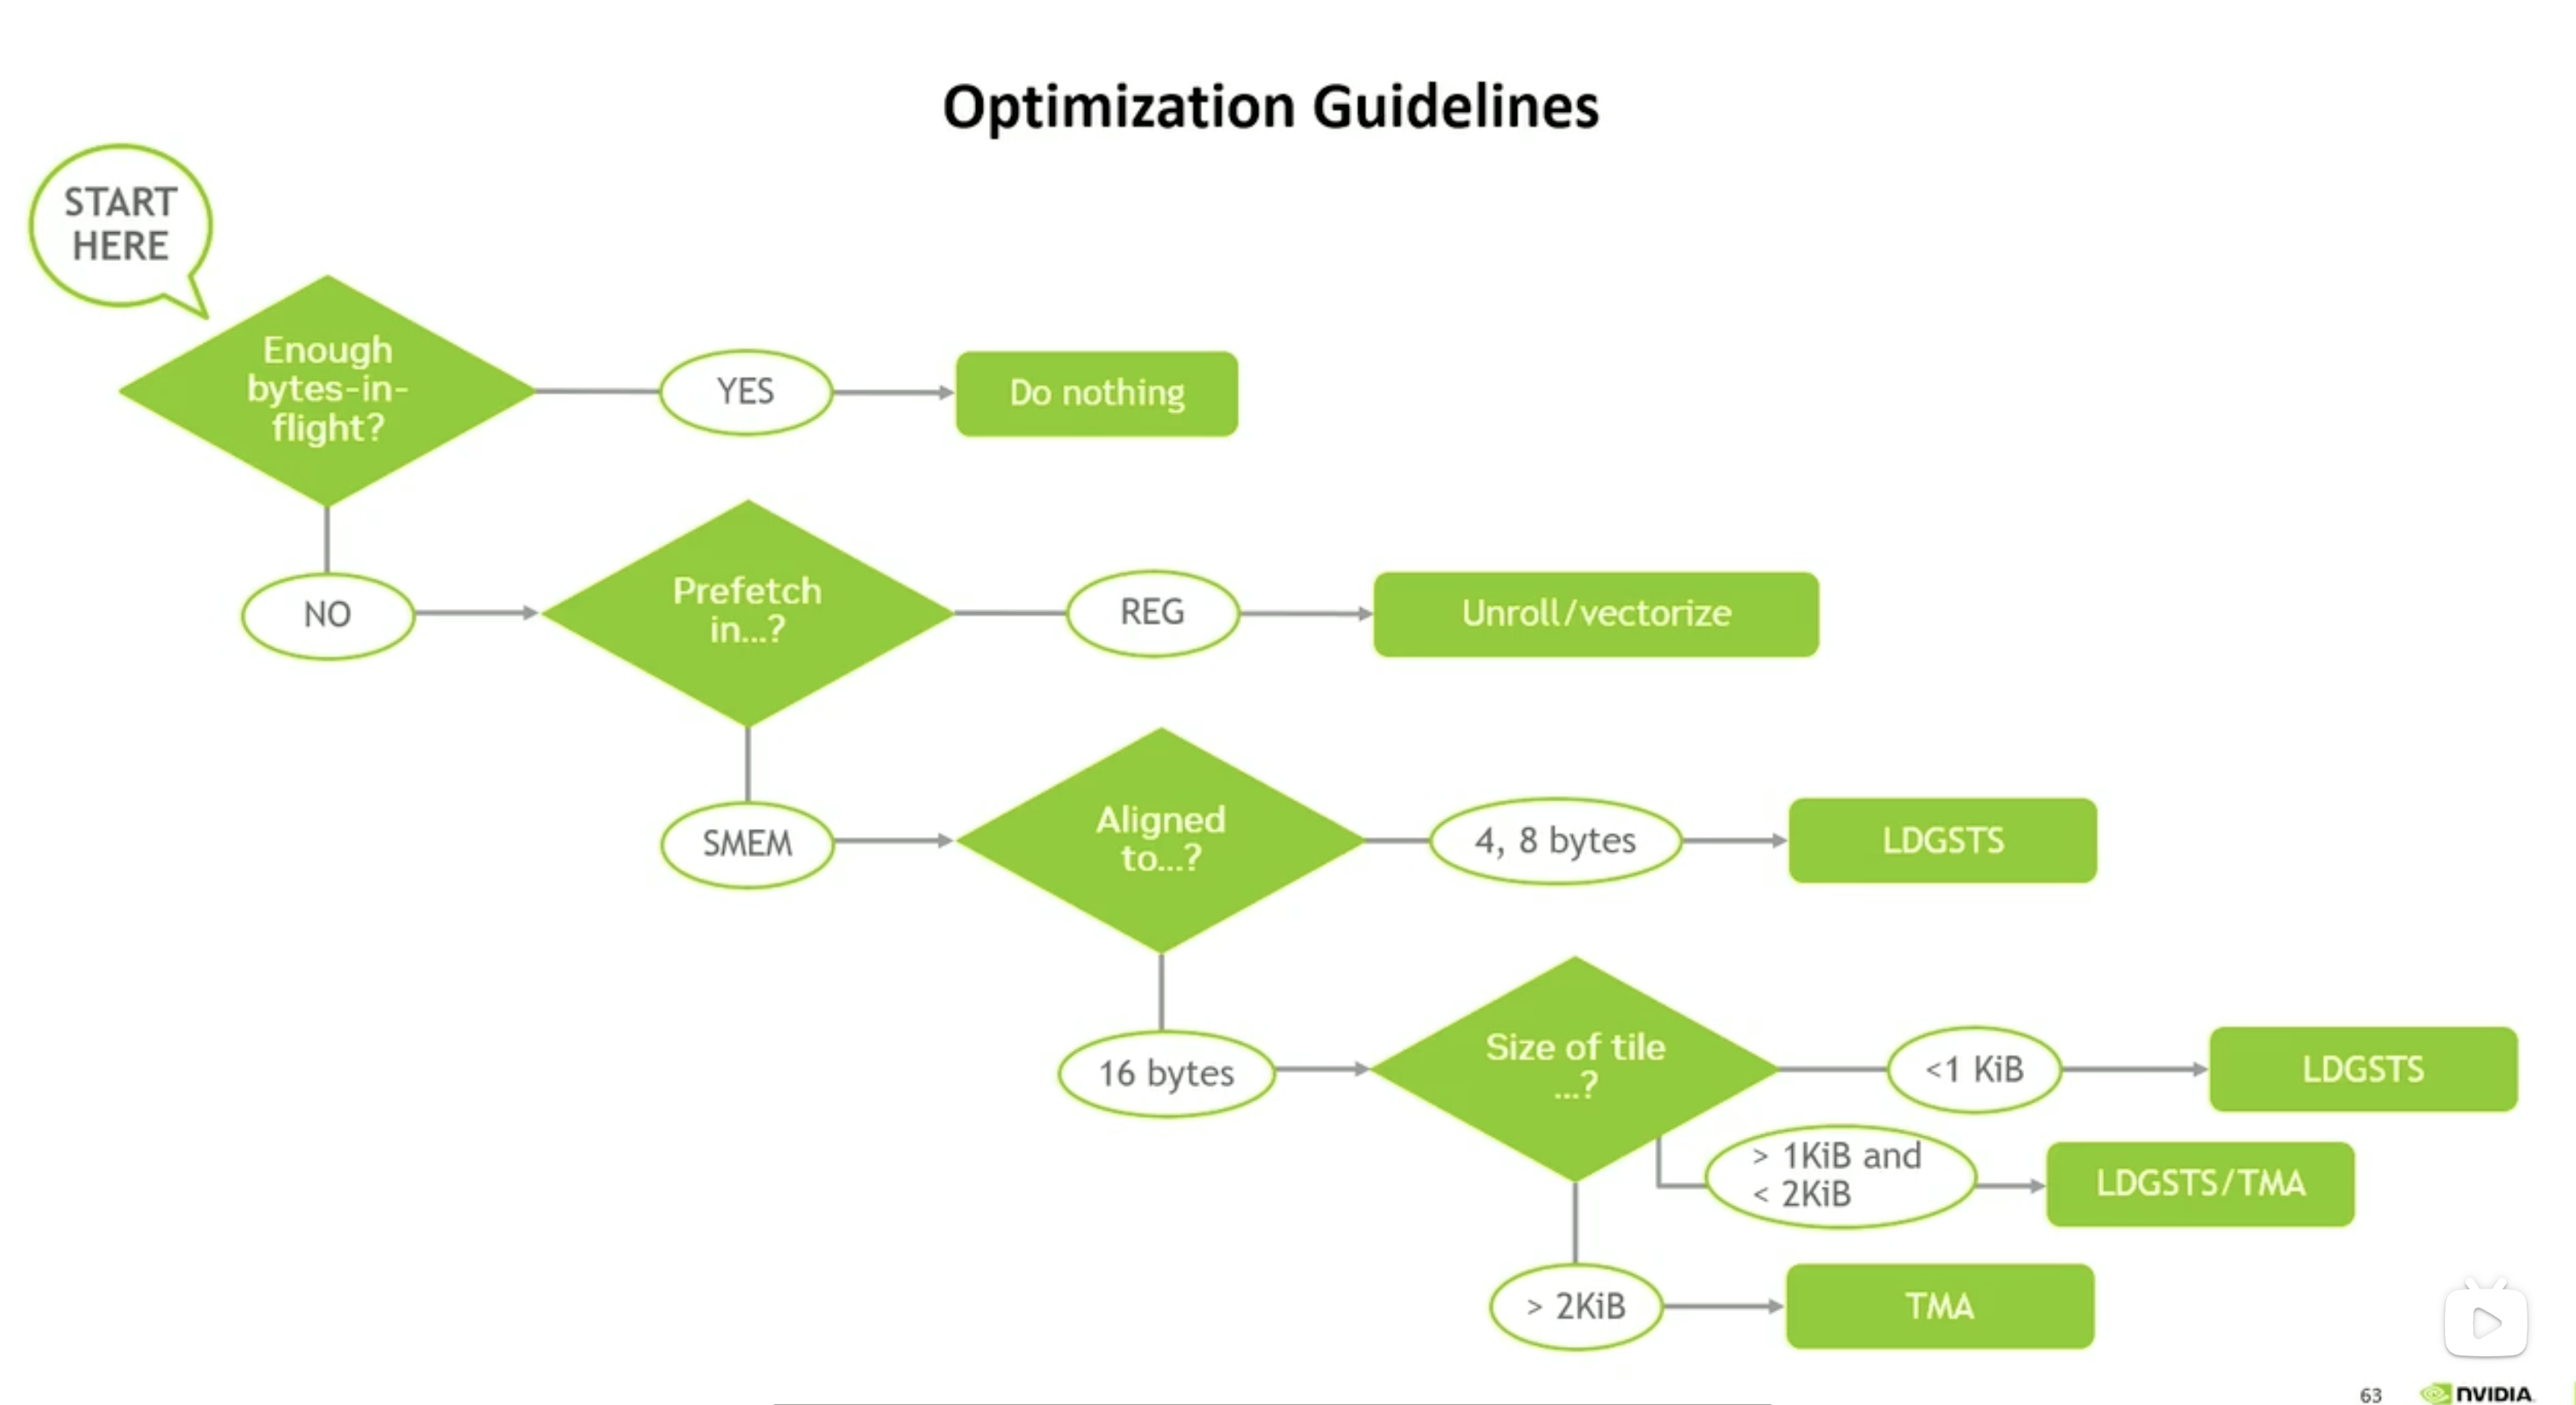 Optimization Guidelines
START
HERE
Enough
bytes-in-
flight?
YES
Do nothing
NO
Prefetch
in...?
REG
Unroll/vectorize
SMEM
Aligned
to...?
4, 8 bytes
LDGSTS
16 bytes
Size of tile
...?
<1 KiB
LDGSTS
> 1KiB and
< 2KiB
LDGSTS/TMA
> 2KiB
TMA
63
NVIDIA